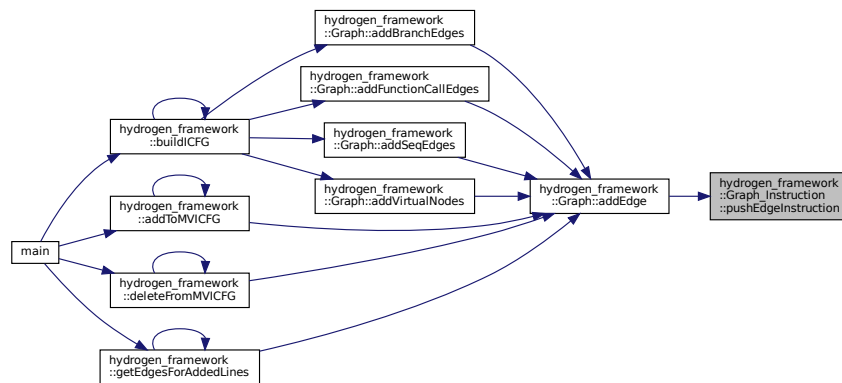 hydrogen_framework
::Graph::addBranchEdges
hydrogen_framework
::Graph::addFunctionCallEdges
hydrogen_framework
::buildICFG
hydrogen_framework
::Graph::addSeqEdges
hydrogen_framework
::Graph::addVirtualNodes
hydrogen_framework
::Graph::addEdge
hydrogen_framework
::Graph_Instruction
::pushEdgeInstruction
hydrogen_framework
::addToMVICFG
main
hydrogen_framework
::deleteFromMVICFG
hydrogen_framework
::getEdgesForAddedLines